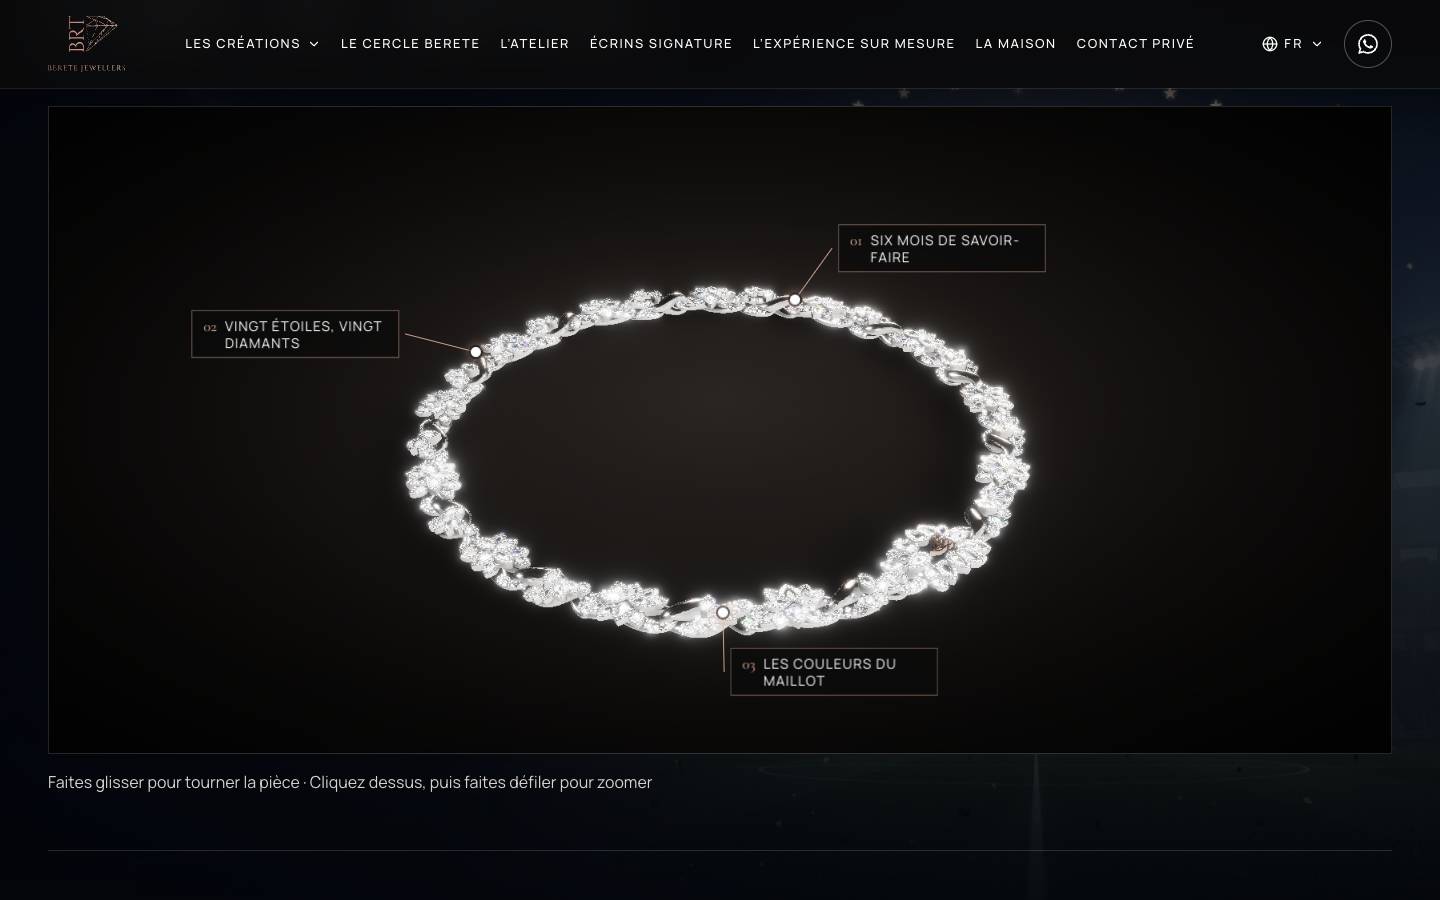 BRT
BERETE JEWELLERS
LES CRÉATIONS
LE CERCLE BERETE
L'ATELIER
ÉCRINS SIGNATURE
L'EXPÉRIENCE SUR MESURE
LA MAISON
CONTACT PRIVÉ
FR
01 SIX MOIS DE SAVOIR-
FAIRE
02 VINGT ÉTOILES, VINGT
DIAMANTS
03 LES COULEURS DU
MAILLOT
Faites glisser pour tourner la pièce · Cliquez dessus, puis faites défiler pour zoomer